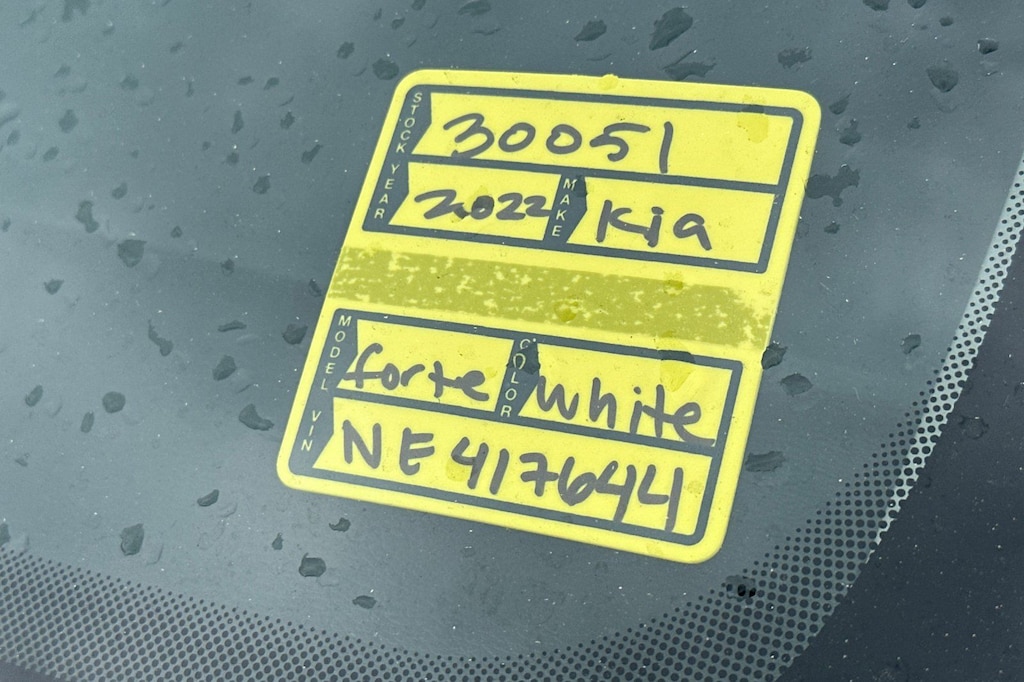 STOCK 30051
YEAR 2022 MAKE Kia
MODEL forte COLOR white
VIN NE417644